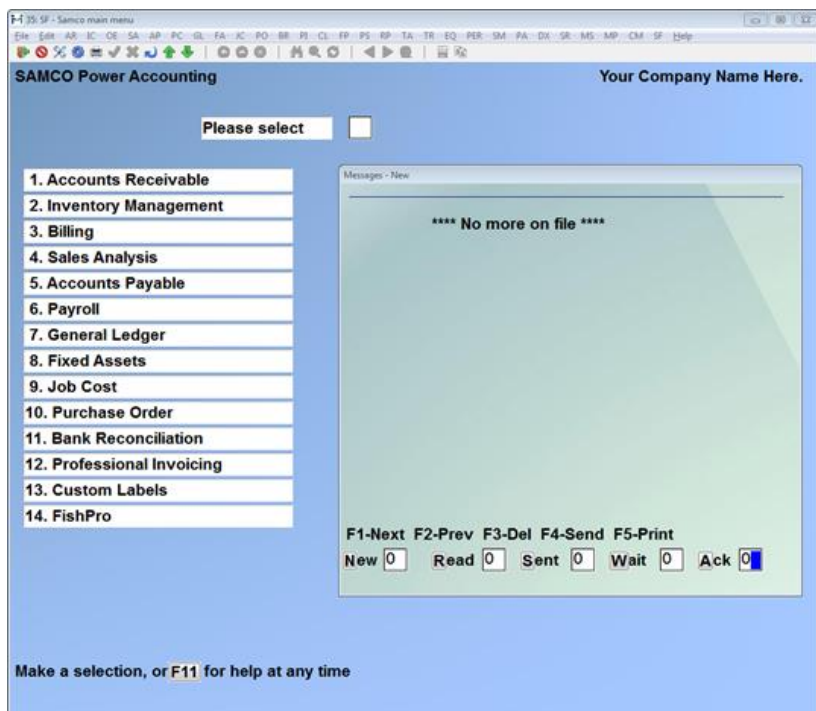 35: SF - Samco main menu
File Edit AR IC OE SA AP PC GL FA JC PO BR PI CL FP PS RP TA TR EQ PER SM PA DX SR MS MP CM SF Help
SAMCO Power Accounting
Your Company Name Here.
Please select
1. Accounts Receivable
2. Inventory Management
3. Billing
4. Sales Analysis
5. Accounts Payable
6. Payroll
7. General Ledger
8. Fixed Assets
9. Job Cost
10. Purchase Order
11. Bank Reconciliation
12. Professional Invoicing
13. Custom Labels
14. FishPro
Messages - New
**** No more on file ****
F1-Next F2-Prev F3-Del F4-Send F5-Print
New 0 Read 0 Sent 0 Wait 0 Ack 0
Make a selection, or F11 for help at any time